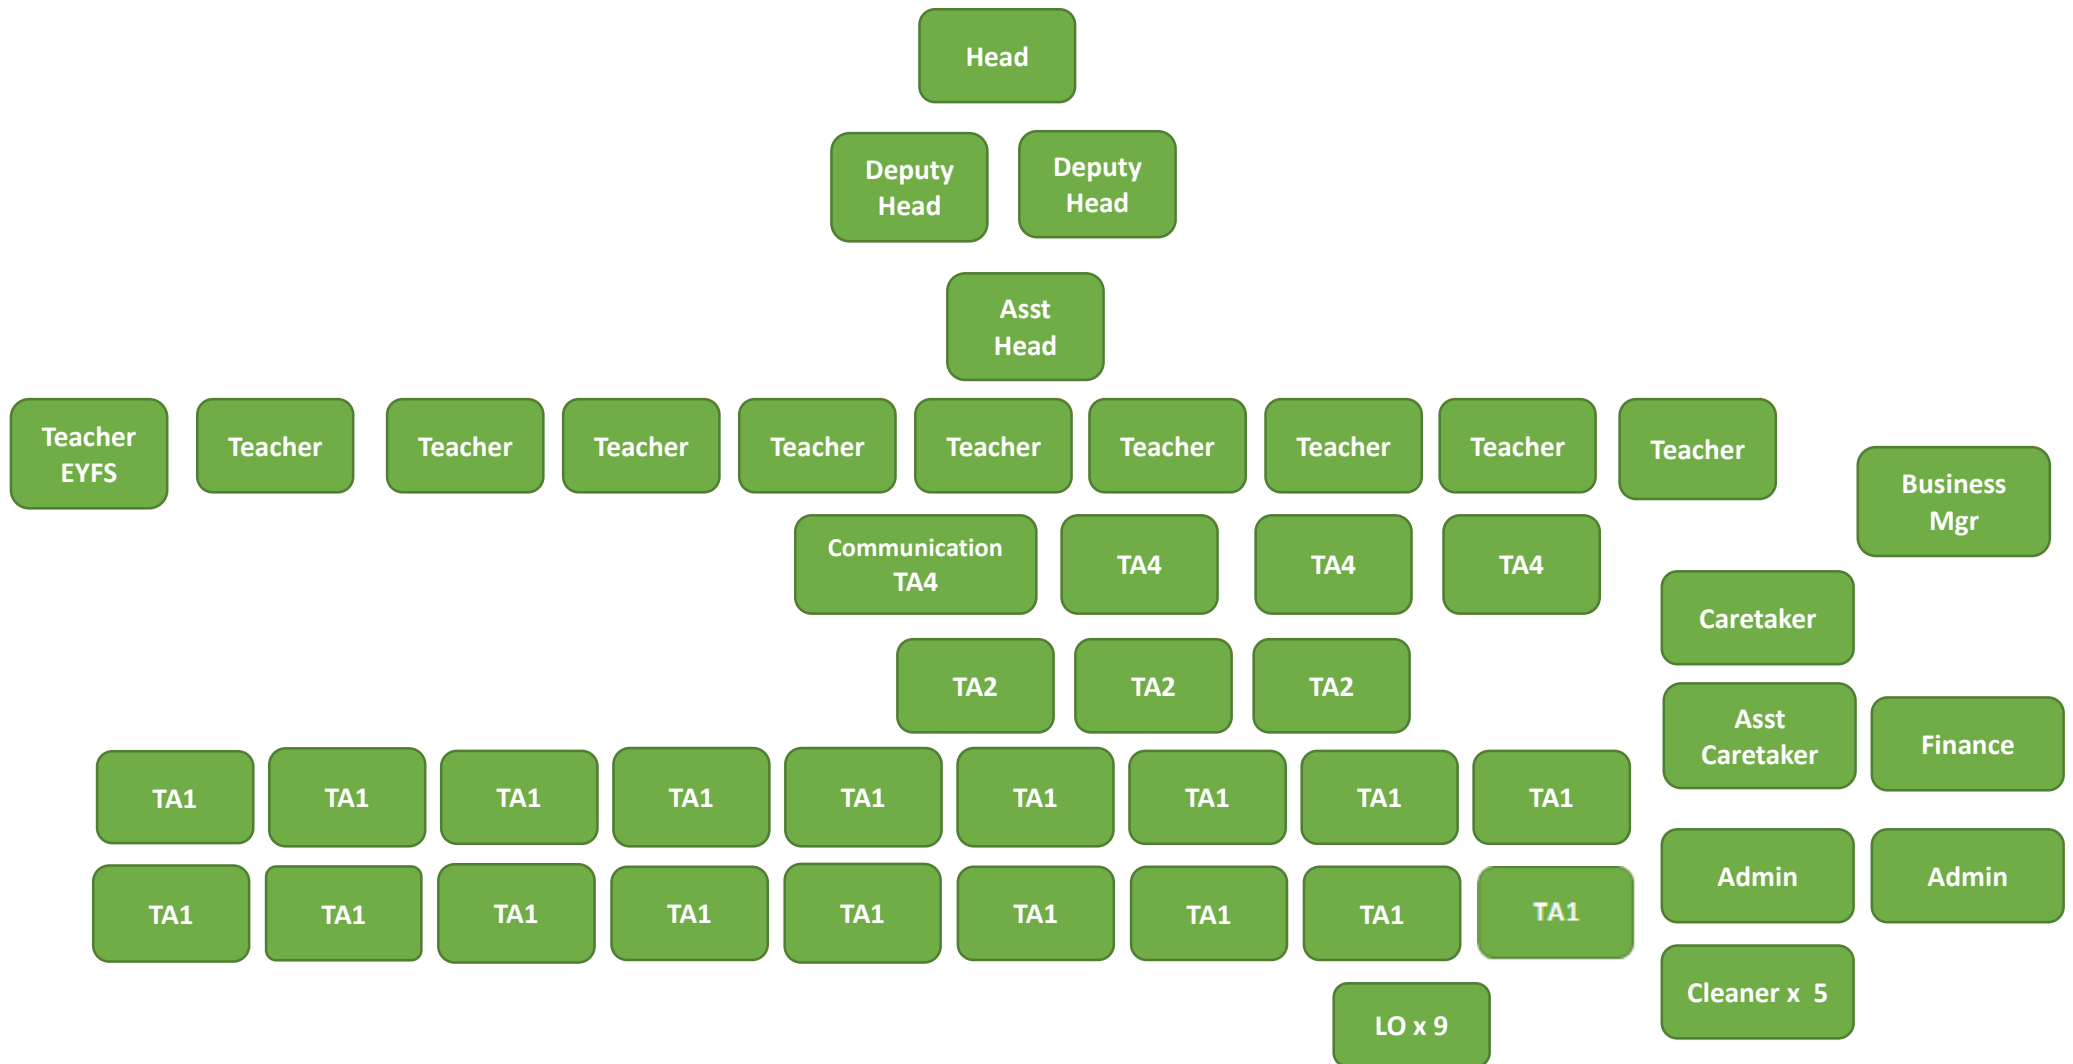 Head
Deputy
Head
Deputy
Head
Asst
Head
Teacher
EYFS
Teacher
Teacher
Teacher
Teacher
Teacher
Teacher
Teacher
Teacher
Teacher
Business
Mgr
Communication
TA4
TA4
TA4
TA4
Caretaker
TA2
TA2
TA2
Asst
Caretaker
Finance
TA1
TA1
TA1
TA1
TA1
TA1
TA1
TA1
TA1
Admin
Admin
TA1
TA1
TA1
TA1
TA1
TA1
TA1
TA1
TA1
Cleaner x  5
LO x 9